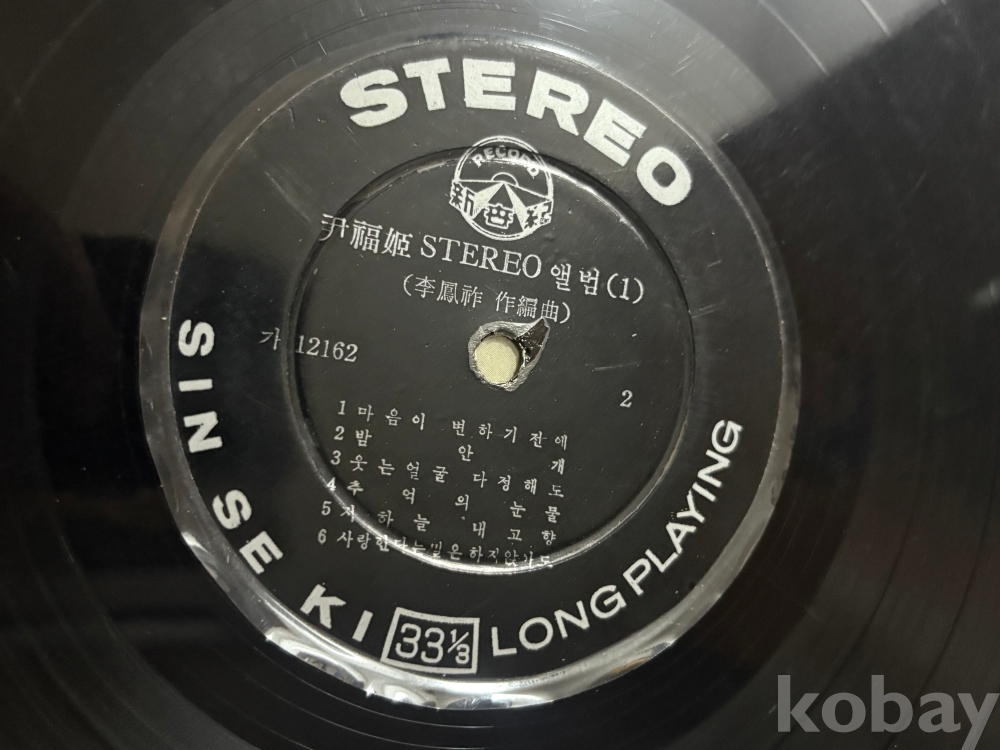 STEREO
RECORD
新世紀
尹福姬 STEREO 앨범(1)
(李鳳祚 作編曲)
가 12162
2
1 마음이 변하기전에
2 밤 안개
3 웃는얼굴 다정해도
4 추억의 눈물
5 저하늘 내고향
6 사랑한다는말은하지않아도
SIN SE KI 33⅓ LONG PLAYING
kobay